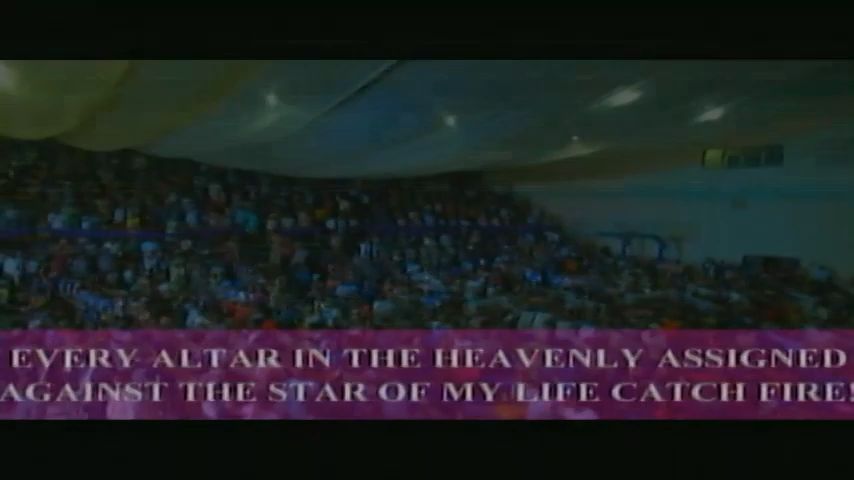 EVERY ALTAR IN THE HEAVENLY ASSIGNED
AGAINST THE STAR OF MY LIFE CATCH FIRE!